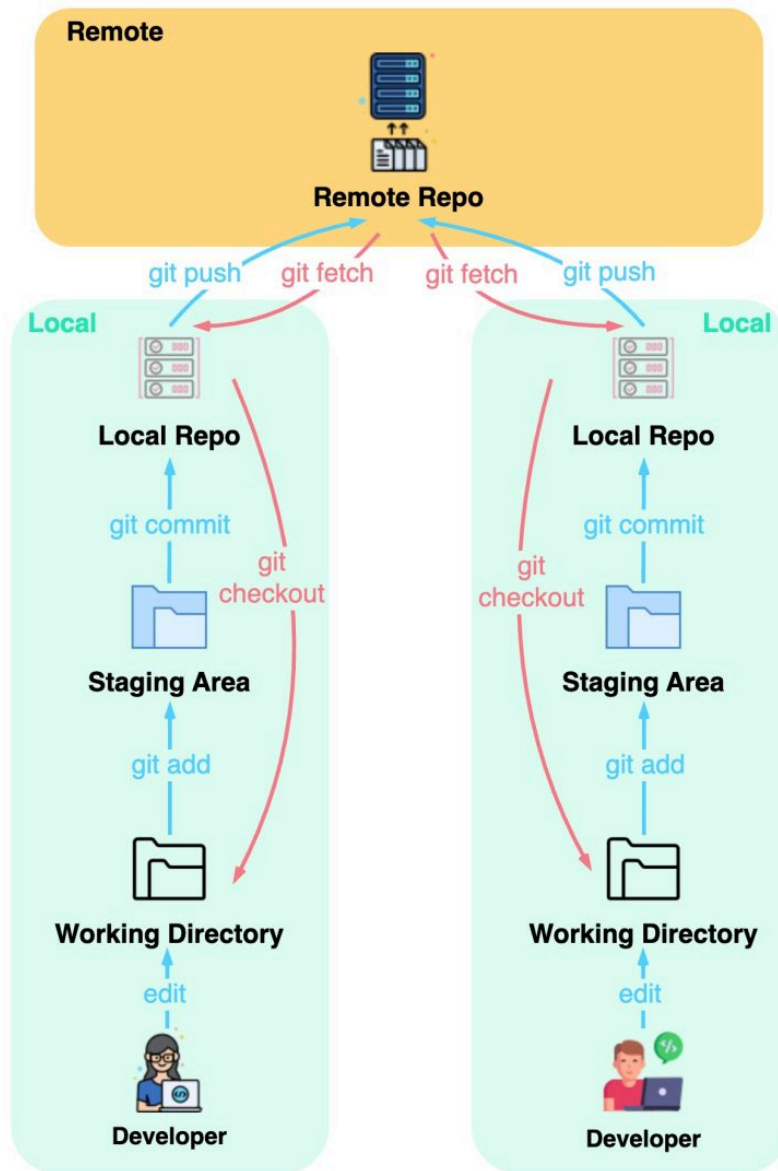 Remote
Remote Repo
git push
git fetch
git fetch
git push
Local
Local
Local Repo
Local Repo
git commit
git commit
git
checkout
git
checkout
Staging Area
Staging Area
git add
git add
Working Directory
Working Directory
edit
edit
Developer
Developer